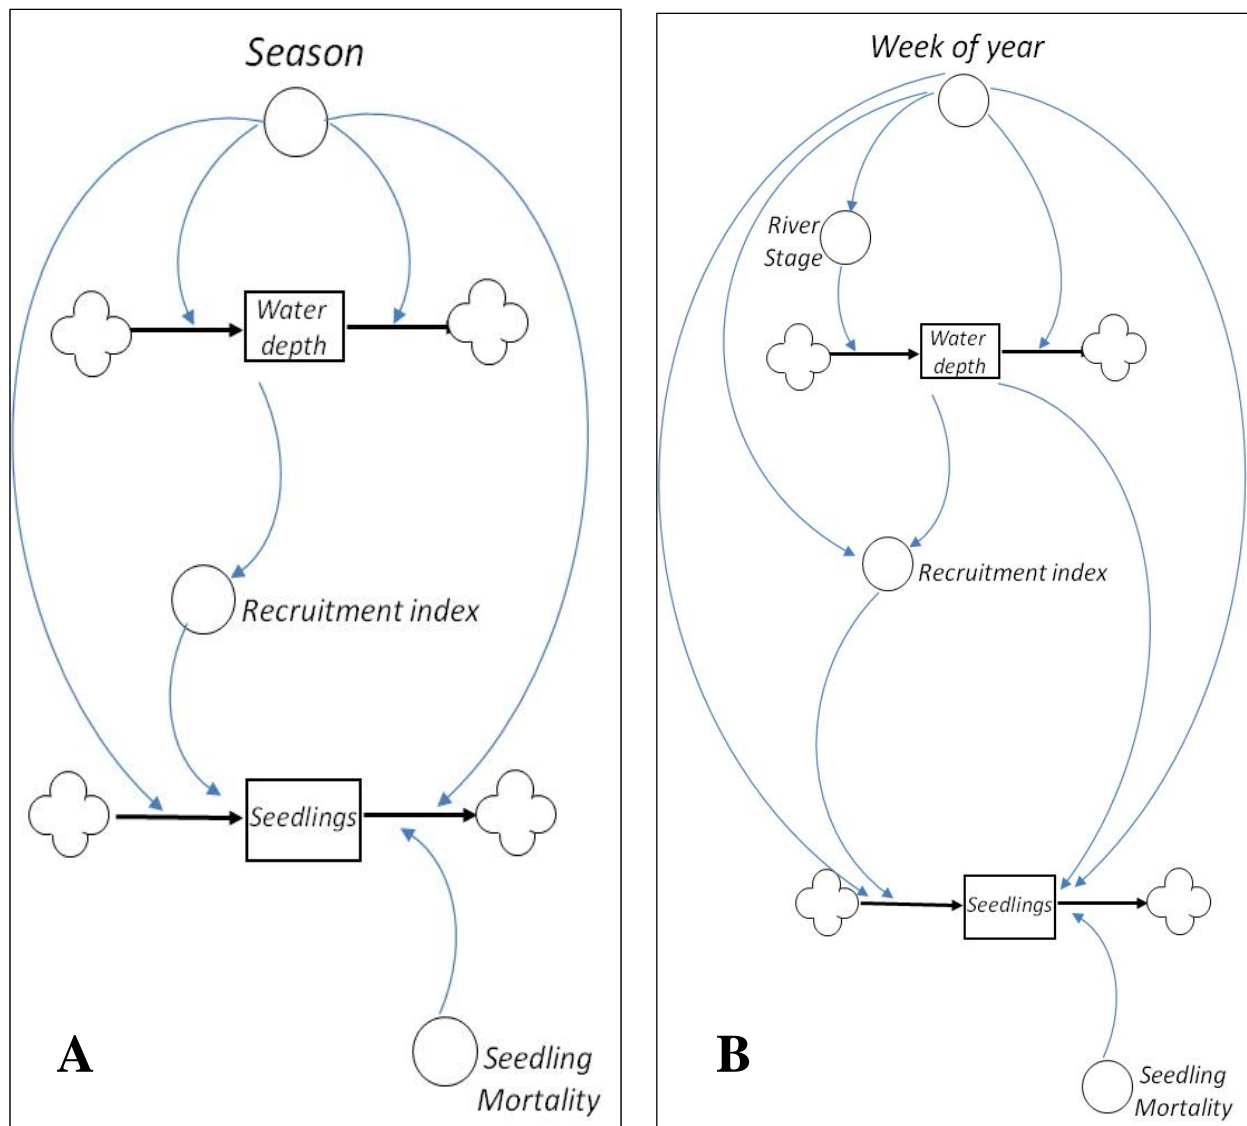 Season
Water
depth
Recruitment index
Seedlings
Seedling
Mortality
A
Week of year
River
Stage
Water
depth
Recruitment index
Seedlings
Seedling
Mortality
B